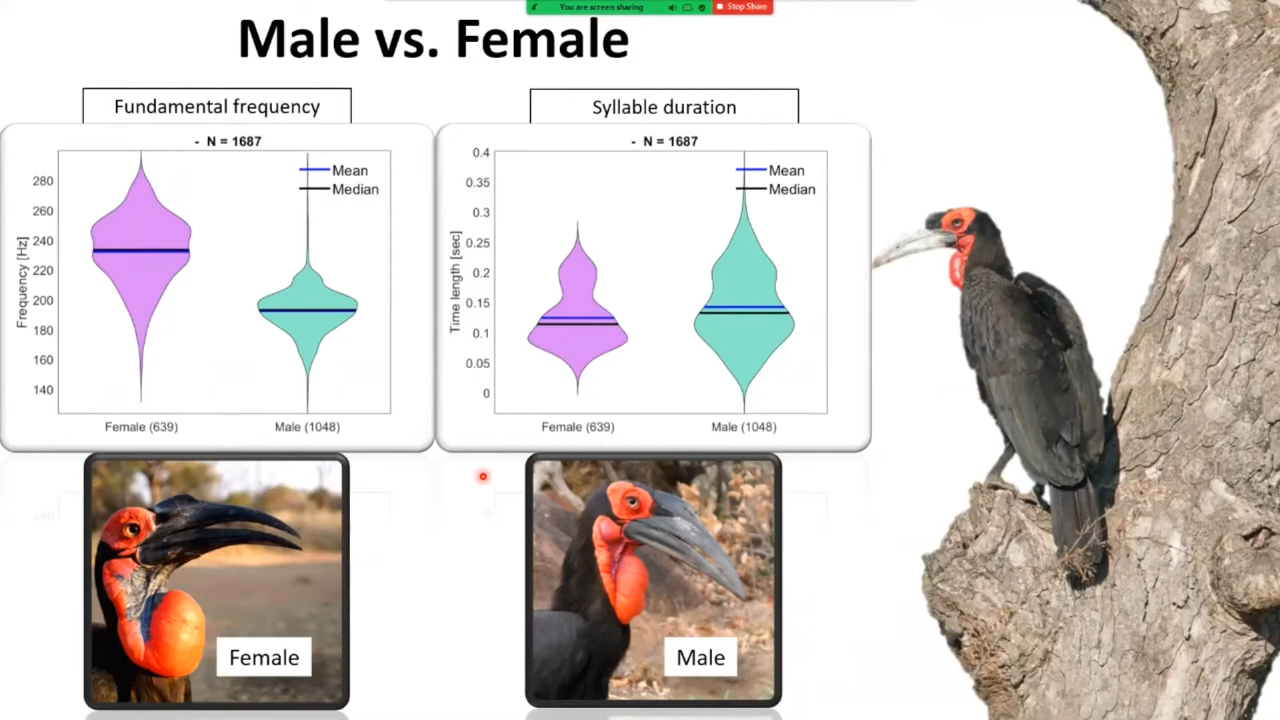 You are screen sharing
Stop Share
Male vs. Female
Fundamental frequency
- N = 1687
Mean
Median
Frequency [Hz]
280
260
240
220
200
180
160
140
Female (639)
Male (1048)
Syllable duration
- N = 1687
Mean
Median
Time length [sec]
0.4
0.35
0.3
0.25
0.2
0.15
0.1
0.05
0
Female (639)
Male (1048)
Female
Male